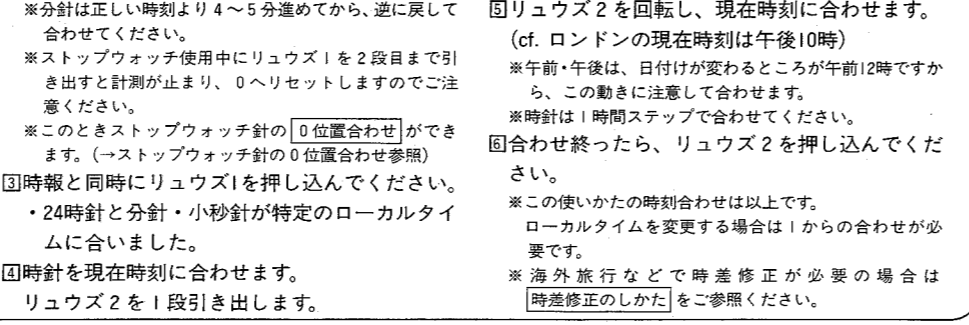 ※分針は正しい時刻より4～5分進めてから、逆に戻して
合わせてください。
※ストップウォッチ使用中にリュウズ1を2段目まで引
き出すと計測が止まり、0へリセットしますのでご注
意ください。
※このときストップウォッチ針の0位置合わせができ
ます。(→ストップウォッチ針の0位置合わせ参照)
3時報と同時にリュウズ1を押し込んでください。
・24時針と分針・小秒針が特定のローカルタイ
ムに合いました。
4時針を現在時刻に合わせます。
リュウズ2を1段引き出します。
5リュウズ2を回転し、現在時刻に合わせます。
(cf. ロンドンの現在時刻は午後10時)
※午前・午後は、日付けが変わるところが午前12時ですか
ら、この動きに注意して合わせます。
※時針は1時間ステップで合わせてください。
6合わせ終ったら、リュウズ2を押し込んでくだ
さい。
※この使いかたの時刻合わせは以上です。
ローカルタイムを変更する場合は1からの合わせが必
要です。
※海外旅行などで時差修正が必要の場合は
時差修正のしかたをご参照ください。